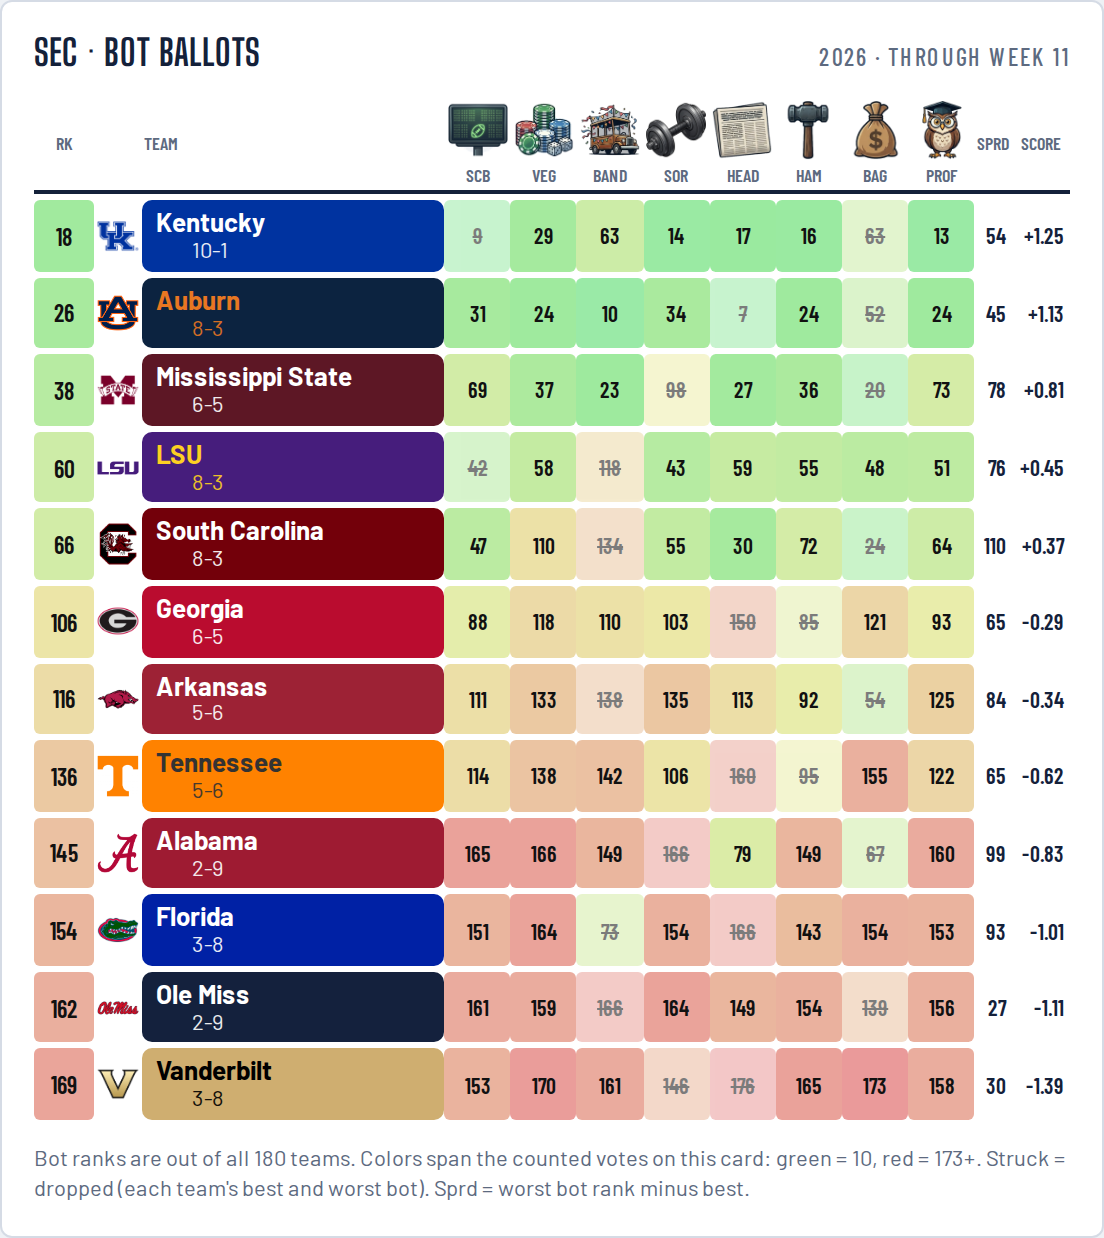 SEC · BOT BALLOTS
2026 · THROUGH WEEK 11
RK TEAM SCB VEG BAND SOR HEAD HAM BAG PROF SPRD SCORE
18 UK Kentucky 9 29 63 14 17 16 63 13 54 +1.25
10-1
26 AU Auburn 31 24 10 34 7 24 52 24 45 +1.13
8-3
38 M STATE Mississippi State 69 37 23 98 27 36 20 73 78 +0.81
6-5
60 LSU LSU 42 58 118 43 59 55 48 51 76 +0.45
8-3
66 C South Carolina 47 110 134 55 30 72 24 64 110 +0.37
8-3
106 G Georgia 88 118 110 103 150 85 121 93 65 -0.29
6-5
116 Arkansas 111 133 138 135 113 92 54 125 84 -0.34
5-6
136 T Tennessee 114 138 142 106 160 95 155 122 65 -0.62
5-6
145 A Alabama 165 166 149 166 79 149 67 160 99 -0.83
2-9
154 Florida 151 164 73 154 166 143 154 153 93 -1.01
3-8
162 Ole Miss Ole Miss 161 159 166 164 149 154 139 156 27 -1.11
2-9
169 V Vanderbilt 153 170 161 146 176 165 173 158 30 -1.39
3-8
Bot ranks are out of all 180 teams. Colors span the counted votes on this card: green = 10, red = 173+. Struck =
dropped (each team's best and worst bot). Sprd = worst bot rank minus best.